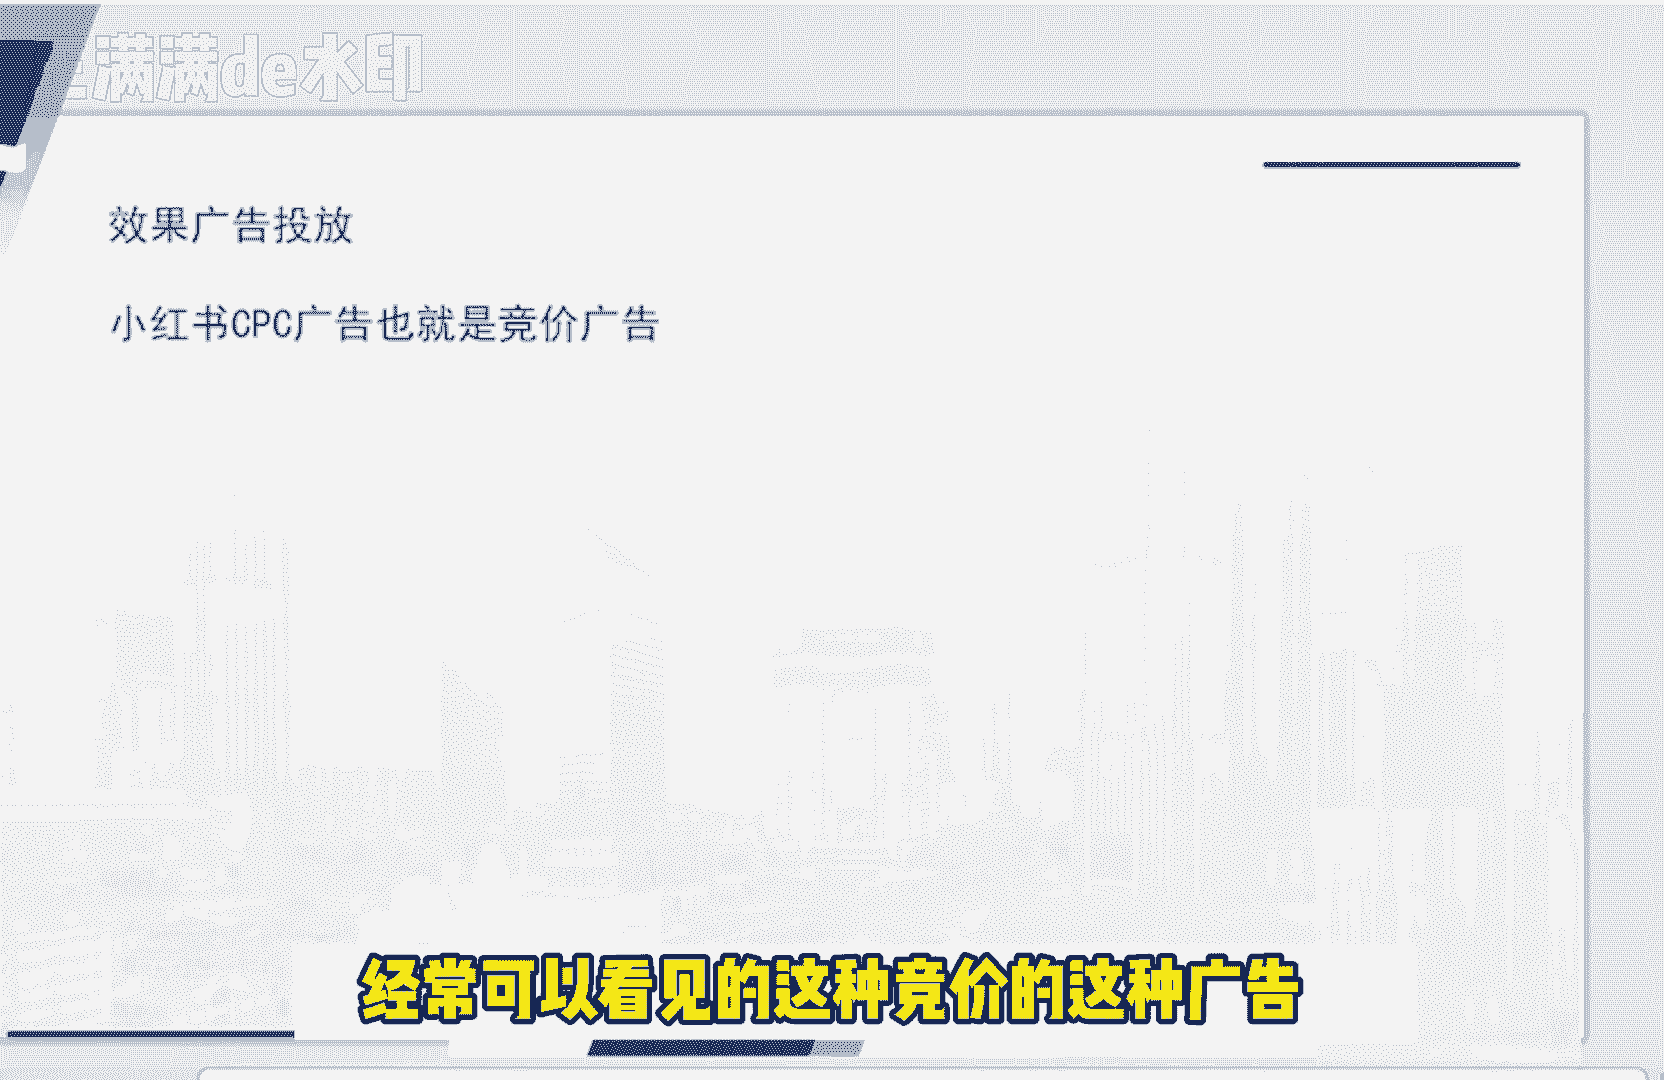 满满de水印
效果广告投放
小红书CPC广告也就是竞价广告
经常可以看见的这种竞价的这种广告